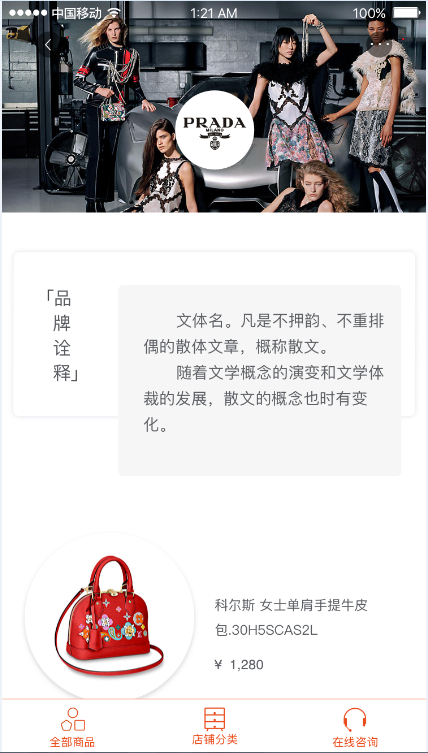 中国移动
1:21 AM
100%
PRADA
MILANO
「品
牌
诠
释」
文体名。凡是不押韵、不重排
偶的散体文章，概称散文。
随着文学概念的演变和文学体
裁的发展，散文的概念也时有变
化。
科尔斯 女士单肩手提牛皮
包.30H5SCAS2L
¥ 1,280
全部商品
店铺分类
在线咨询